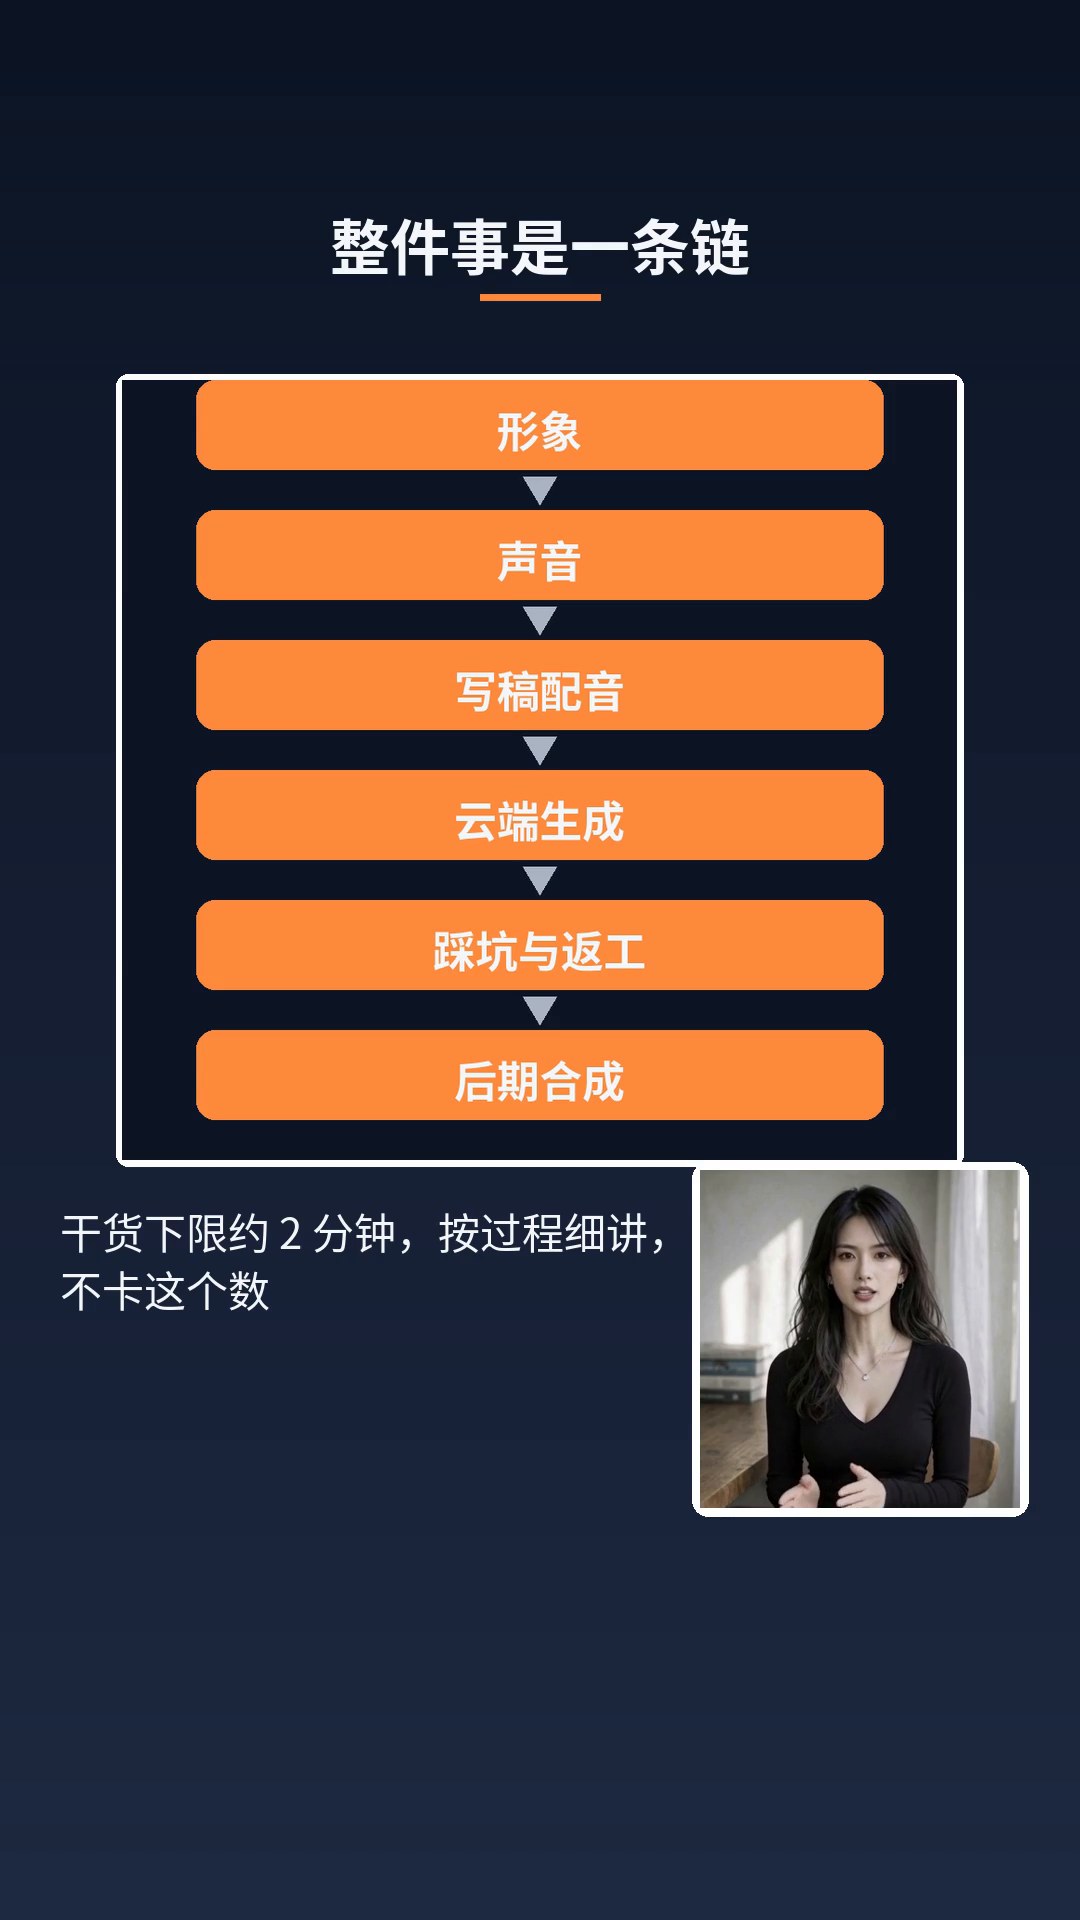 整件事是一条链
形象
声音
写稿配音
云端生成
踩坑与返工
后期合成
干货下限约 2 分钟，按过程细讲，
不卡这个数